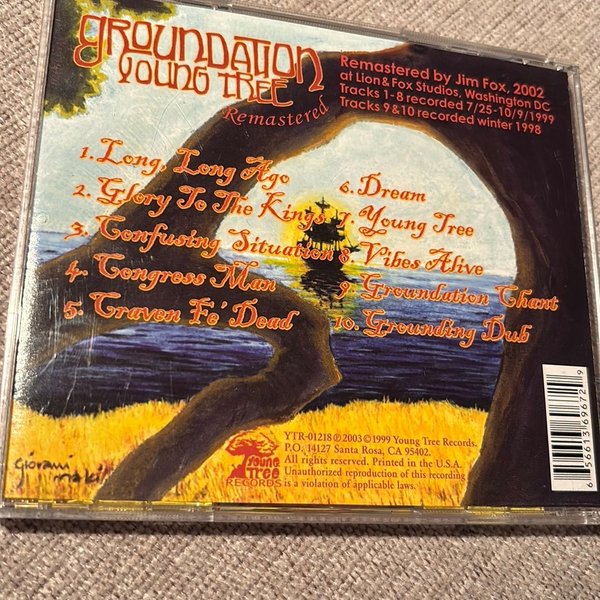 GROUNDATION
YOUNG TREE
Remastered
Remastered by Jim Fox, 2002
at Lion & Fox Studios, Washington DC
Tracks 1-8 recorded 7/25-10/9/1999
Tracks 9&10 recorded winter 1998
1. Long, Long Ago
2. Glory To The Kings
3. Confusing Situation
4. Congress Man
5. Craven Fe' Dead
6. Dream
7. Young Tree
8. Vibes Alive
9. Groundation Chant
10. Grounding Dub
YTR-01218 ℗ 2003 © 1999 Young Tree Records.
P.O. 14127 Santa Rosa, CA 95402.
All rights reserved. Printed in the U.S.A.
Unauthorized reproduction of this recording
is a violation of applicable laws.
Young
Tree
RECORDS
6 56613 69672 9